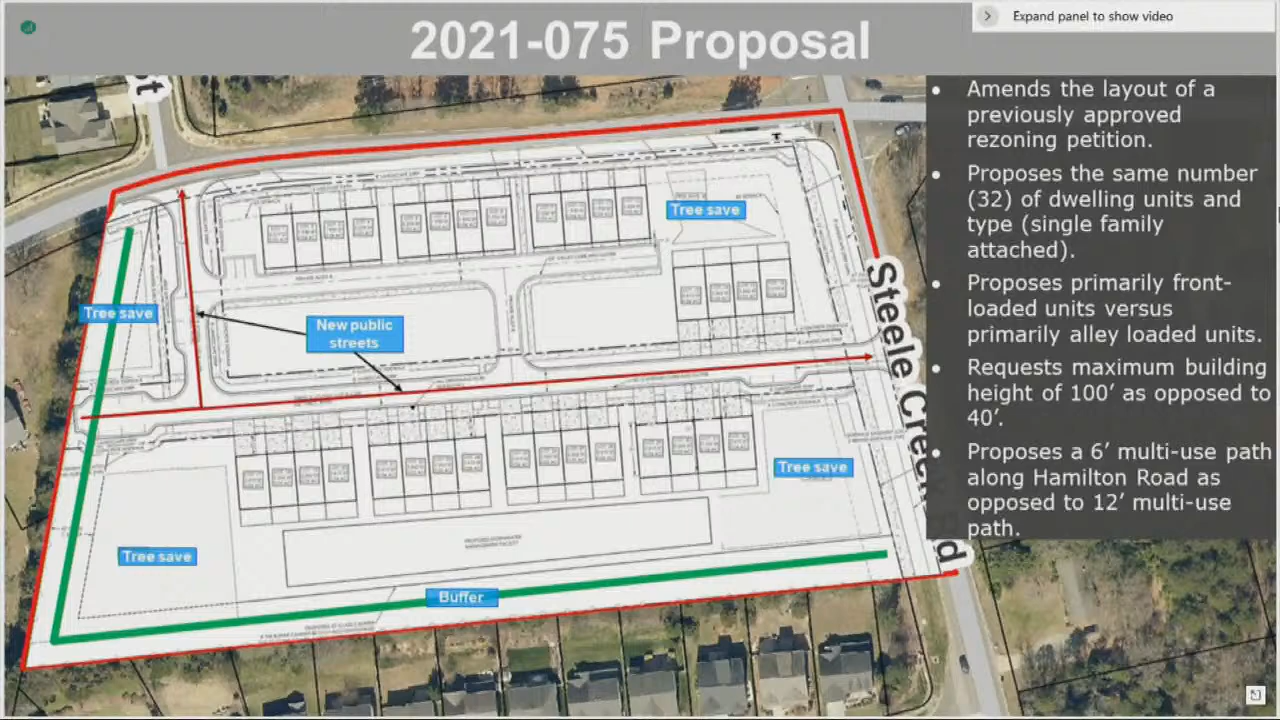 2021-075 Proposal
Expand panel to show video
Amends the layout of a
previously approved
rezoning petition.
Proposes the same number
(32) of dwelling units and
type (single family
attached).
Proposes primarily front-
loaded units versus
primarily alley loaded units.
Requests maximum building
height of 100’ as opposed to
40’.
Proposes a 6’ multi-use path
along Hamilton Road as
opposed to 12’ multi-use
path.
Tree save
Tree save
New public
streets
Steele Creek Rd
Tree save
Tree save
Buffer